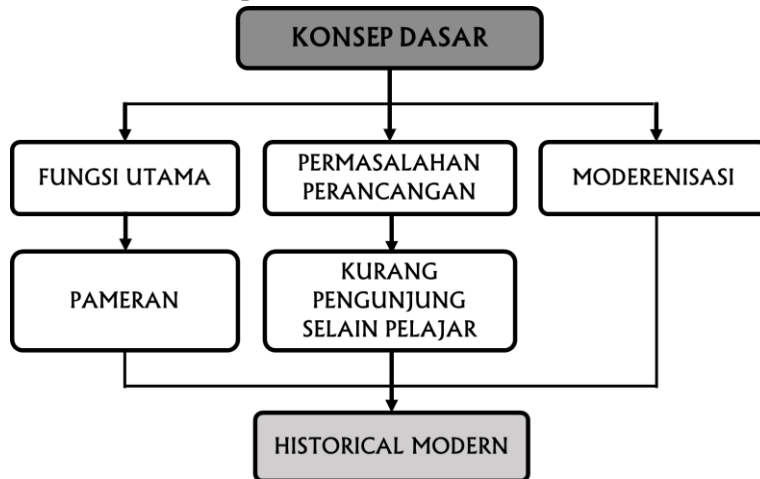 KONSEP DASAR
FUNGSI UTAMA
PERMASALAHAN
PERANCANGAN
MODERENISASI
PAMERAN
KURANG
PENGUNJUNG
SELAIN PELAJAR
HISTORICAL MODERN